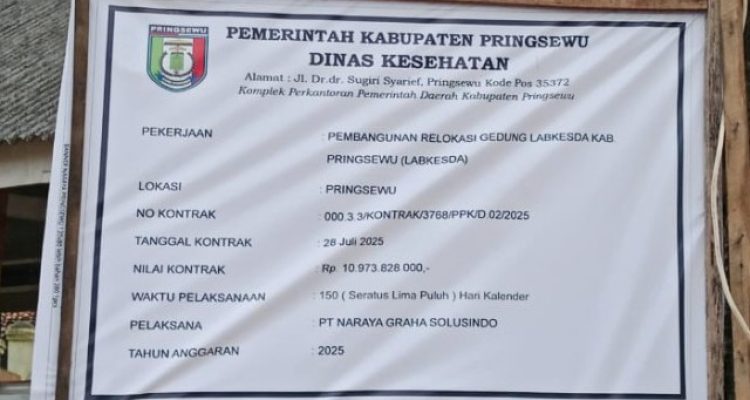 PRINGSEWU
PEMERINTAH KABUPATEN PRINGSEWU
DINAS KESEHATAN
Alamat : Jl. Dr.dr. Sugiri Syarief, Pringsewu Kode Pos 35372
Komplek Perkantoran Pemerintah Daerah Kabupaten Pringsewu
PEKERJAAN : PEMBANGUNAN RELOKASI GEDUNG LABKESDA KAB.
PRINGSEWU (LABKESDA)
LOKASI : PRINGSEWU
NO KONTRAK : 000.3.3/KONTRAK/3768/PPK/D.02/2025
TANGGAL KONTRAK : 28 Juli 2025
NILAI KONTRAK : Rp. 10.973.828.000,-
WAKTU PELAKSANAAN : 150 ( Seratus Lima Puluh ) Hari Kalender
PELAKSANA : PT NARAYA GRAHA SOLUSINDO
TAHUN ANGGARAN : 2025